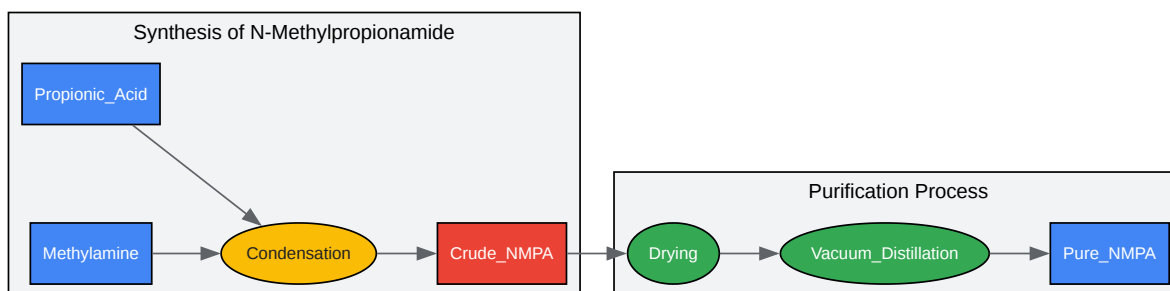 Synthesis of N-Methylpropionamide
Propionic_Acid
Methylamine
Condensation
Crude_NMPA
Purification Process
Drying
Vacuum_Distillation
Pure_NMPA